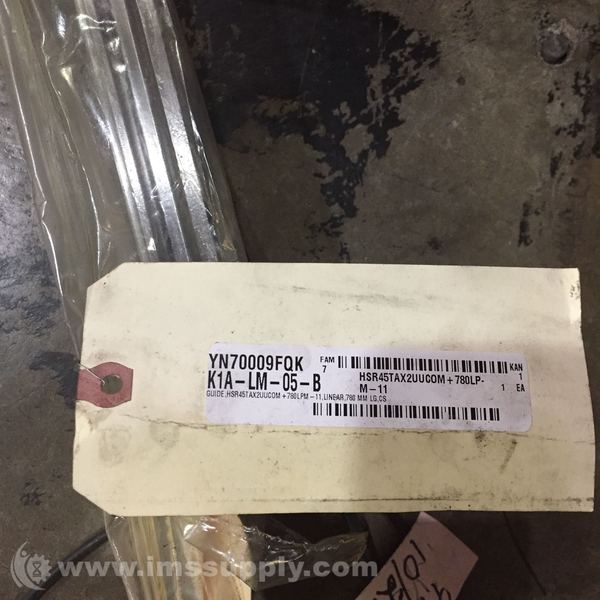 YN70009FQK FAM 7 KAN 1
K1A-LM-05-B HSR45TAX2UUCOM+780LP-M-11 1 EA
GUIDE,HSR45TAX2UUCOM+780LPM-11,LINEAR,780 MM LG,CS
www.imssupply.com